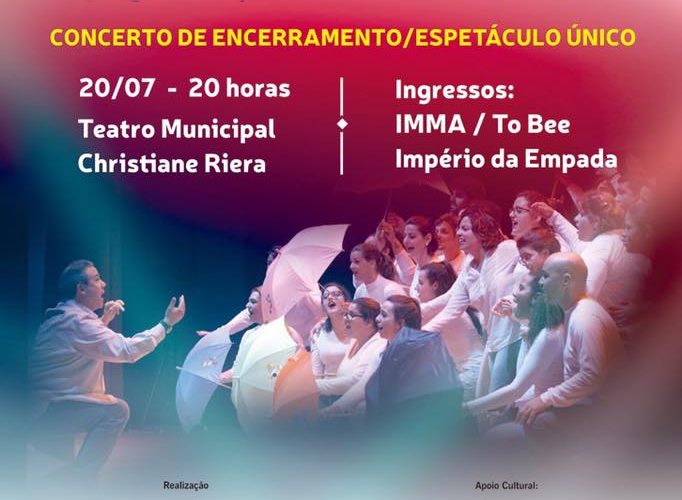 CONCERTO DE ENCERRAMENTO/ESPETÁCULO ÚNICO
20/07 - 20 horas
Teatro Municipal
Christiane Riera
Ingressos:
IMMA / To Bee
Império da Empada
Realização
Apoio Cultural: